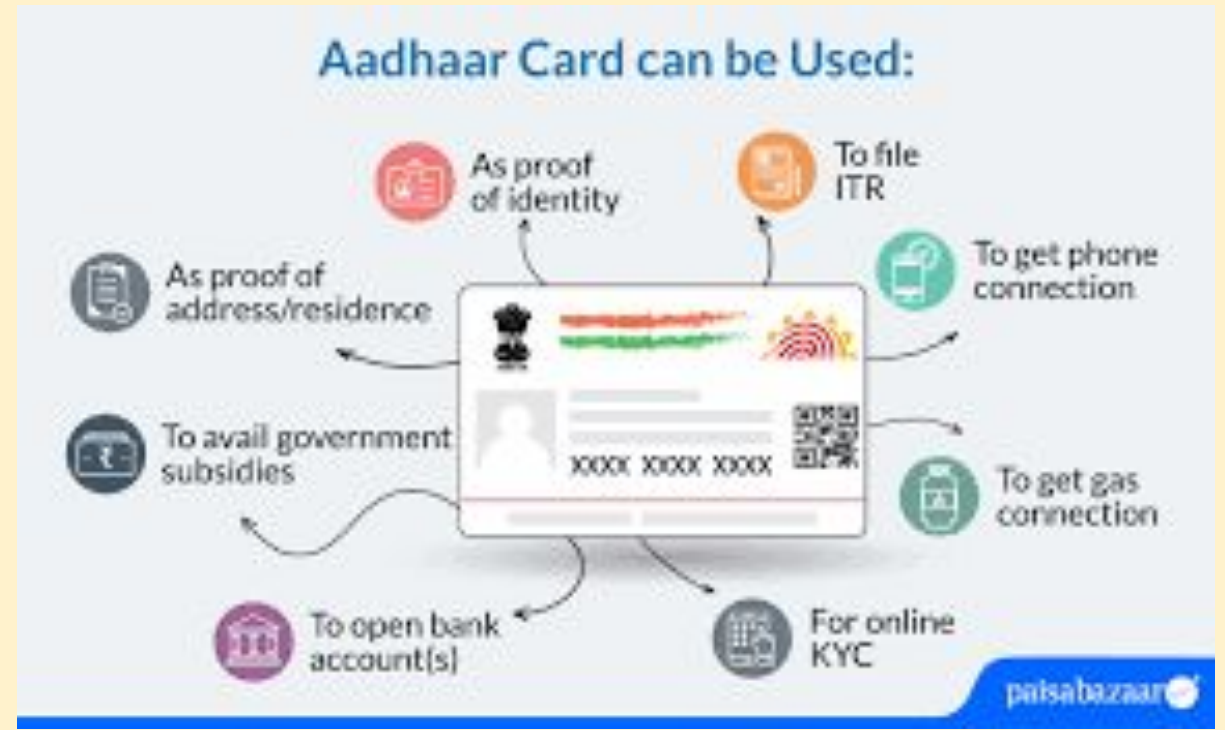 Aadhaar Card can be Used:
As proof
of identity
To file
ITR
As proof of
address/residence
To get phone
connection
To avail government
subsidies
XXXX XXXX XXXX
To get gas
connection
To open bank
account(s)
For online
KYC
paisabazaar